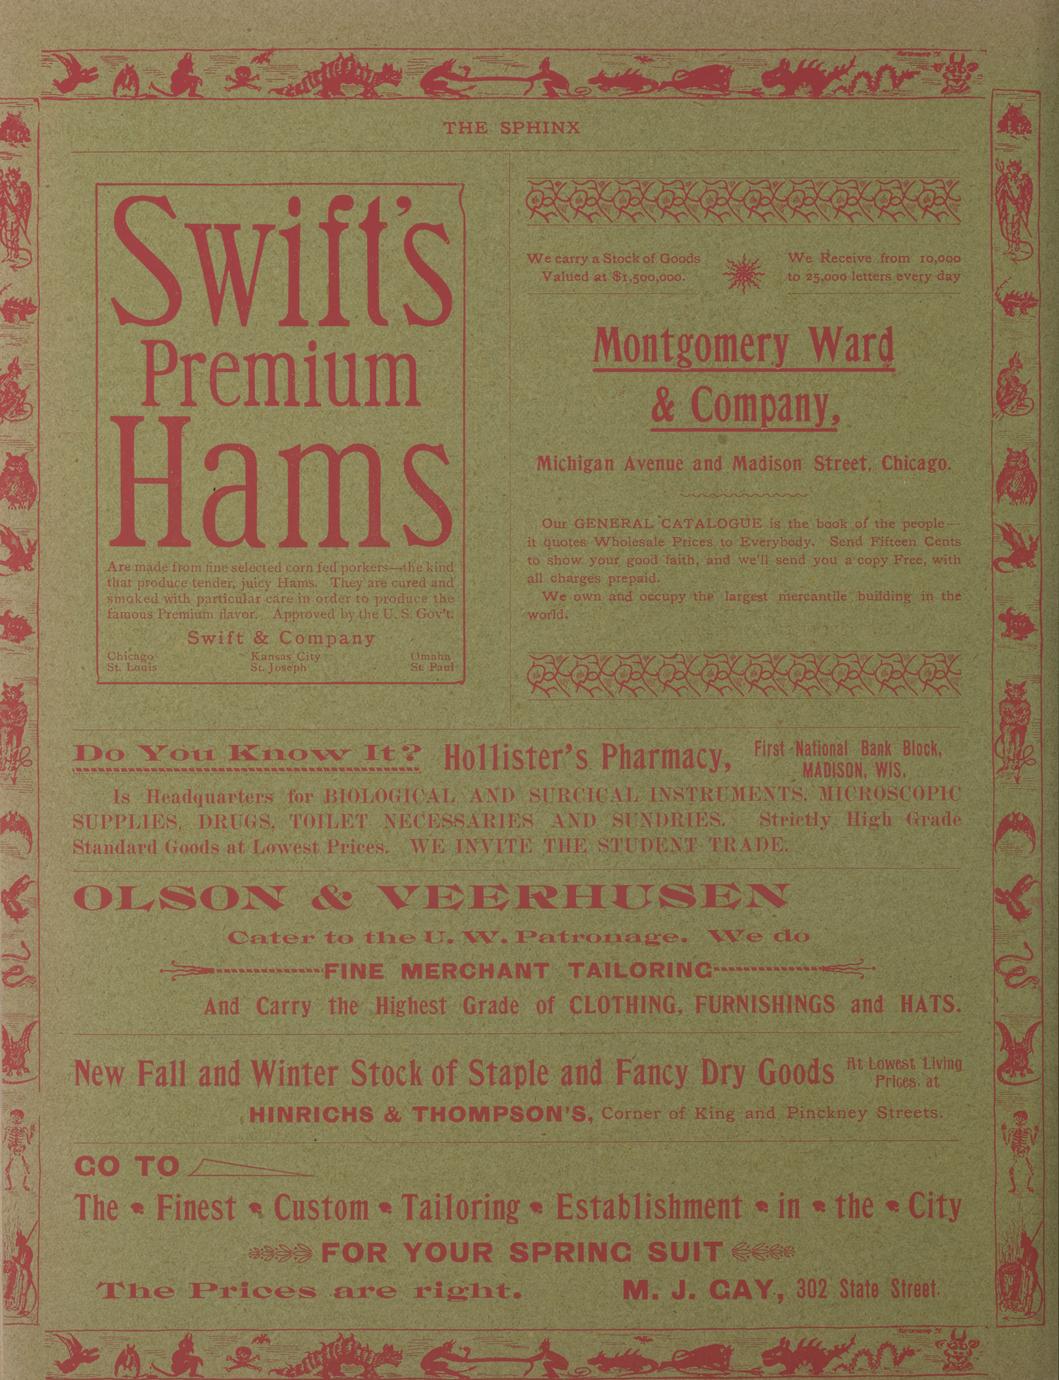 THE SPHINX
Swift's
Premium
Hams
Are made from fine selected corn fed porkers—the kind
that produce tender, juicy Hams. They are cured and
smoked with particular care in order to produce the
famous Premium flavor. Approved by the U. S. Gov't.
Swift & Company
Chicago Kansas City Omaha
St. Louis St. Joseph St. Paul
We carry a Stock of Goods
Valued at $1,500,000.
We Receive from 10,000
to 25,000 letters every day
Montgomery Ward
& Company,
Michigan Avenue and Madison Street, Chicago.
Our GENERAL CATALOGUE is the book of the people—
it quotes Wholesale Prices to Everybody. Send Fifteen Cents
to show your good faith, and we'll send you a copy Free, with
all charges prepaid.
We own and occupy the largest mercantile building in the
world.
Do You Know It? Hollister's Pharmacy, First National Bank Block,
MADISON, WIS,
Is Headquarters for BIOLOGICAL AND SURGICAL INSTRUMENTS, MICROSCOPIC
SUPPLIES, DRUGS, TOILET NECESSARIES AND SUNDRIES. Strictly High Grade
Standard Goods at Lowest Prices. WE INVITE THE STUDENT TRADE.
OLSON & VEERHUSEN
Cater to the U. W. Patronage. We do
FINE MERCHANT TAILORING
And Carry the Highest Grade of CLOTHING, FURNISHINGS and HATS.
New Fall and Winter Stock of Staple and Fancy Dry Goods At Lowest Living
Prices at
HINRICHS & THOMPSON'S, Corner of King and Pinckney Streets.
GO TO
The Finest Custom Tailoring Establishment in the City
FOR YOUR SPRING SUIT
The Prices are right. M. J. GAY, 302 State Street.